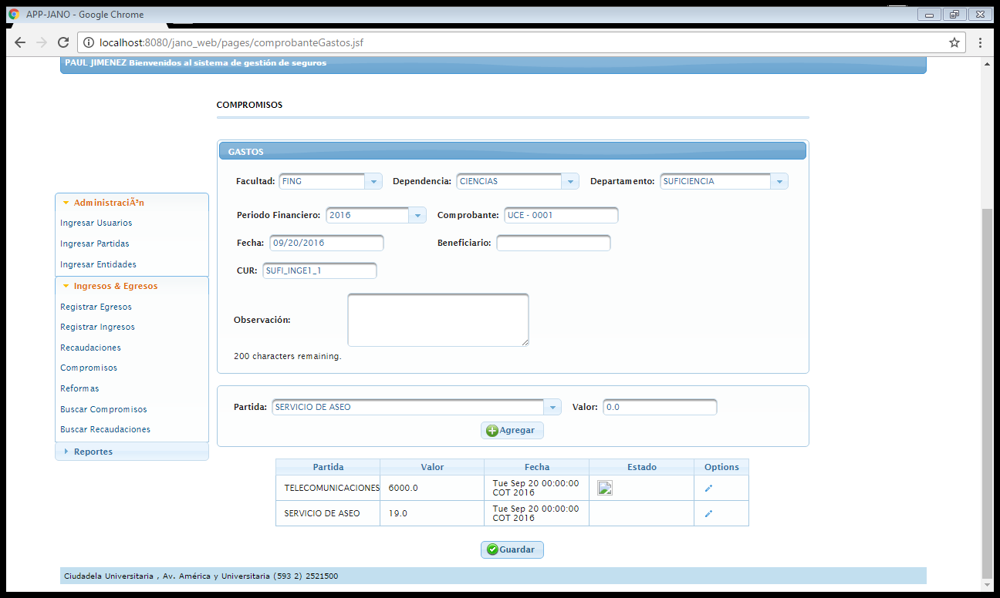 APP-JANO - Google Chrome
localhost:8080/jano_web/pages/comprobanteGastos.jsf
PAUL JIMENEZ Bienvenidos al sistema de gestión de seguros
COMPROMISOS
GASTOS
Facultad: FING Dependencia: CIENCIAS Departamento: SUFICIENCIA
Periodo Financiero: 2016 Comprobante: UCE - 0001
Fecha: 09/20/2016 Beneficiario:
CUR: SUFI_INGE1_1
Observación:
200 characters remaining.
AdministraciÃ³n
Ingresar Usuarios
Ingresar Partidas
Ingresar Entidades
Ingresos & Egresos
Registrar Egresos
Registrar Ingresos
Recaudaciones
Compromisos
Reformas
Buscar Compromisos
Buscar Recaudaciones
Reportes
Partida: SERVICIO DE ASEO Valor: 0.0
Agregar
Partida Valor Fecha Estado Options
TELECOMUNICACIONES 6000.0 Tue Sep 20 00:00:00
COT 2016
SERVICIO DE ASEO 19.0 Tue Sep 20 00:00:00
COT 2016
Guardar
Ciudadela Universitaria , Av. América y Universitaria (593 2) 2521500